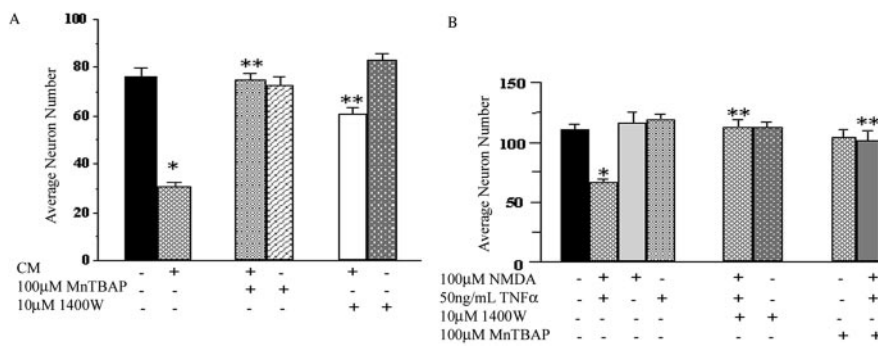 A
B
Average Neuron Number
100
80
60
40
20
0
*
**
**
CM - + + - + -
100µM MnTBAP - - + + - -
10µM 1400W - - - - + +
Average Neuron Number
150
100
50
0
*
**
**
100µM NMDA - + + - + - - +
50ng/mL TNFα - + - + + - - +
10µM 1400W - - - - + + - -
100µM MnTBAP - - - - - - + +